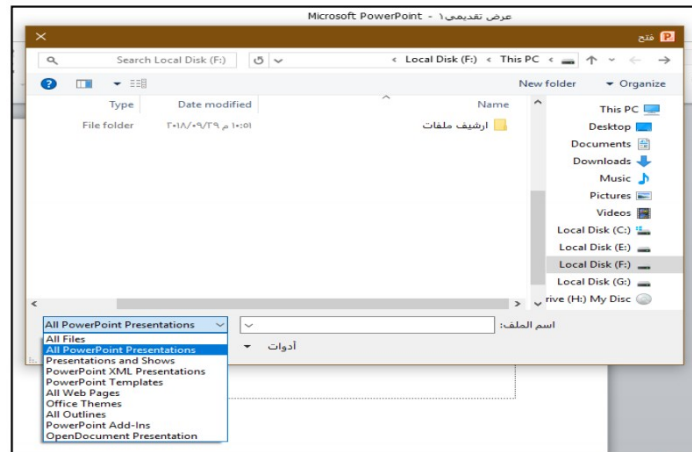 عرض تقديمي١ - Microsoft PowerPoint
فتح
This PC › Local Disk (F:) ›
Search Local Disk (F:)
Organize
New folder
Name
Date modified
Type
ارشيف ملفات
١٠:٥١ م ٢٠١٨/٠٩/٢٩
File folder
This PC
Desktop
Documents
Downloads
Music
Pictures
Videos
Local Disk (C:)
Local Disk (E:)
Local Disk (F:)
Local Disk (G:)
rive (H:) My Disc
اسم الملف:
All PowerPoint Presentations
أدوات
All Files
All PowerPoint Presentations
Presentations and Shows
PowerPoint XML Presentations
PowerPoint Templates
All Web Pages
Office Themes
All Outlines
PowerPoint Add-Ins
OpenDocument Presentation